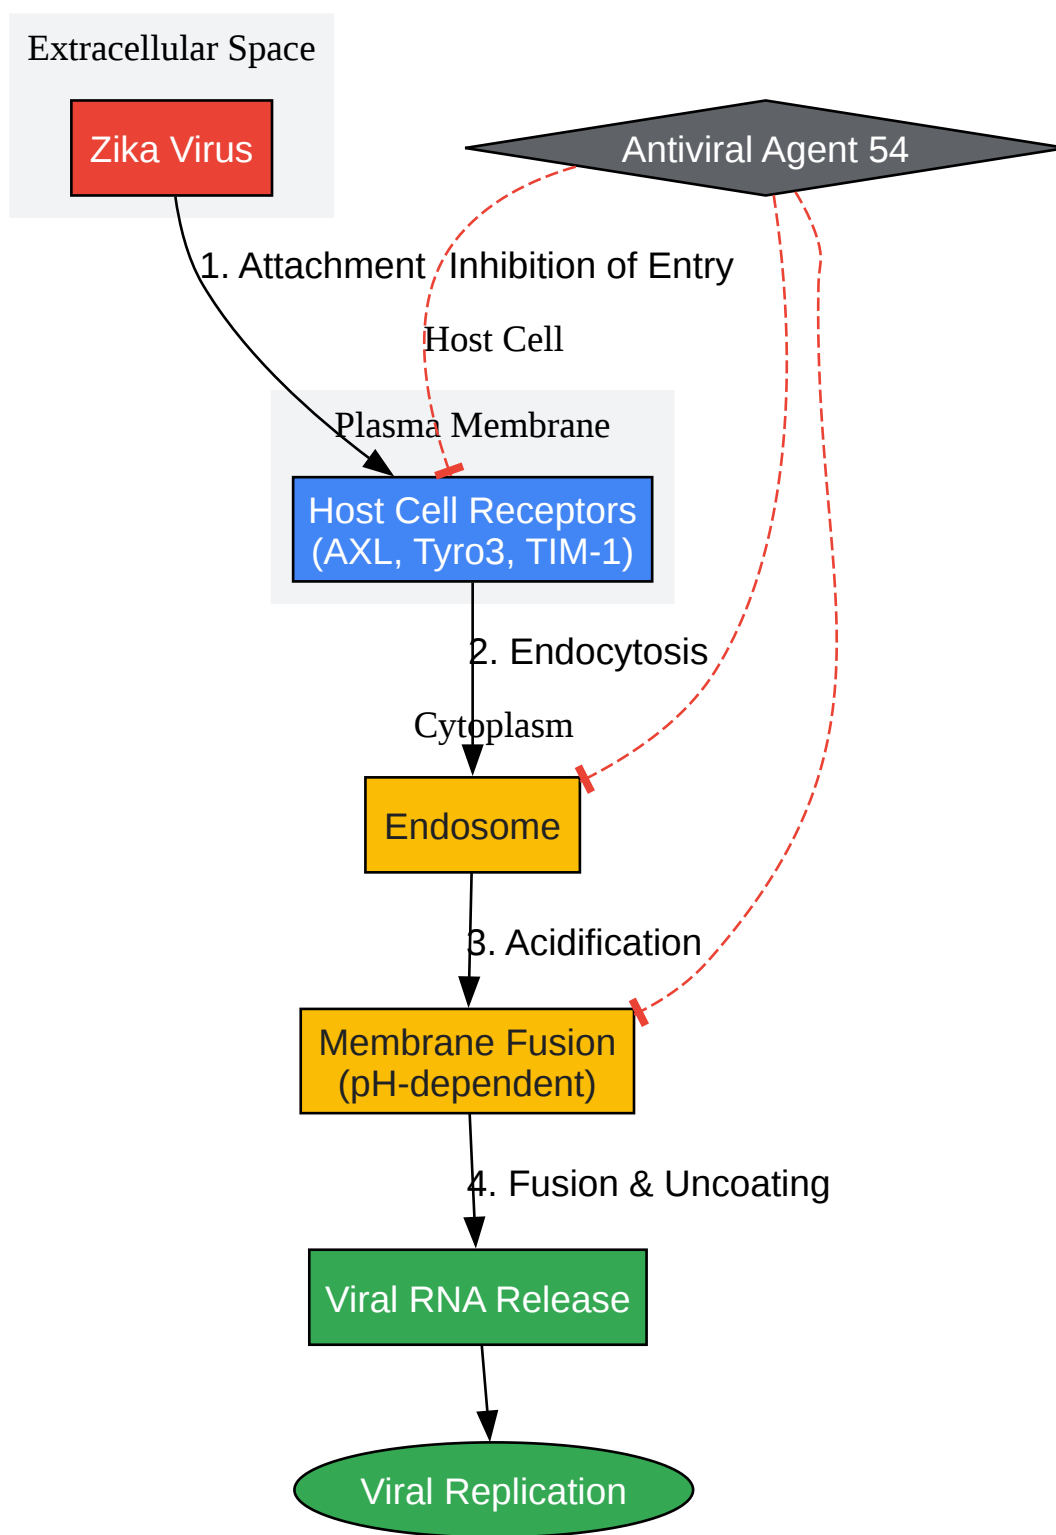 Extracellular Space
Zika Virus
Antiviral Agent 54
1. Attachment
Inhibition of Entry
Host Cell
Plasma Membrane
Host Cell Receptors
(AXL, Tyro3, TIM-1)
2. Endocytosis
Cytoplasm
Endosome
3. Acidification
Membrane Fusion
(pH-dependent)
4. Fusion & Uncoating
Viral RNA Release
Viral Replication